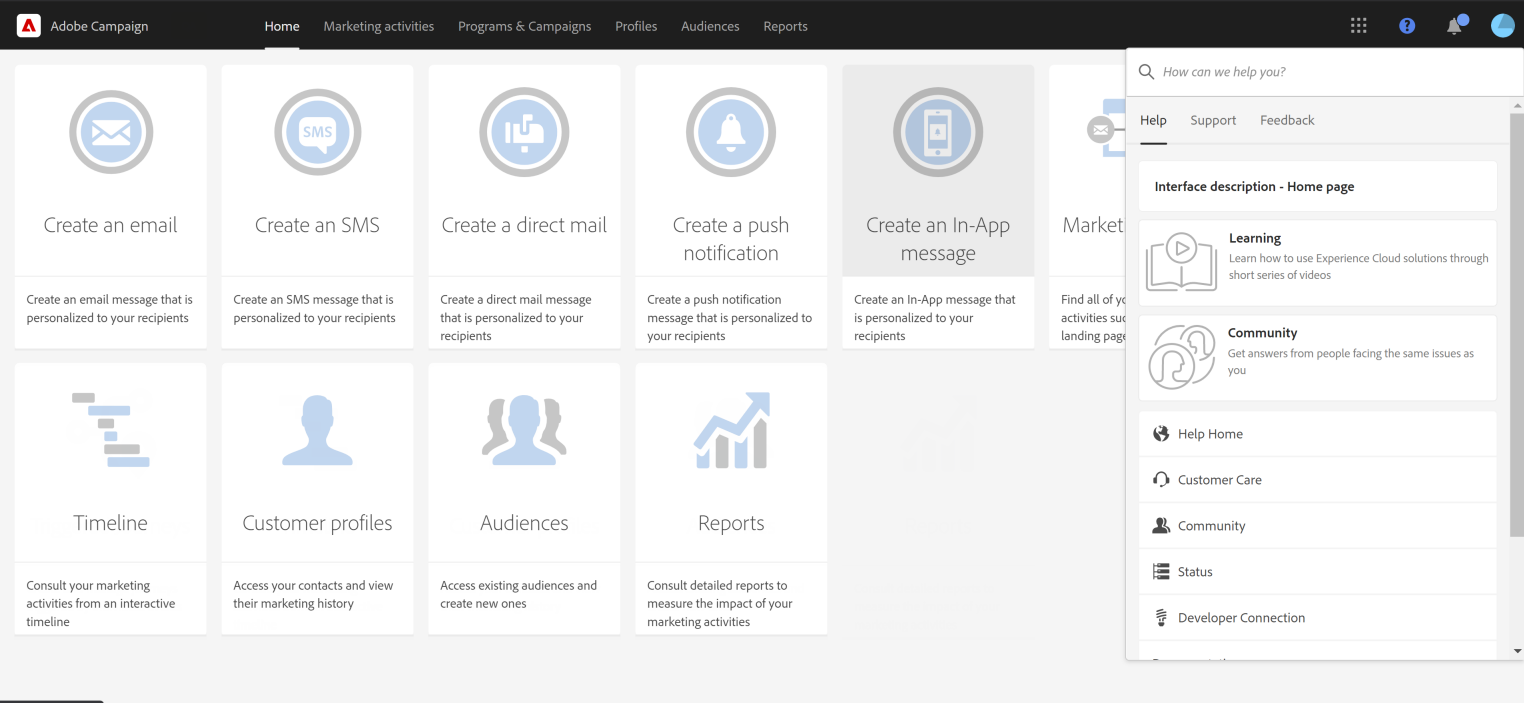 Adobe Campaign
Home
Marketing activities
Programs & Campaigns
Profiles
Audiences
Reports
How can we help you?
Help
Support
Feedback
Interface description - Home page
Learning
Learn how to use Experience Cloud solutions through
short series of videos
Community
Get answers from people facing the same issues as
you
Help Home
Customer Care
Community
Status
Developer Connection
Create an email
Create an email message that is
personalized to your recipients
SMS
Create an SMS
Create an SMS message that is
personalized to your recipients
Create a direct mail
Create a direct mail message
that is personalized to your
recipients
Create a push
notification
Create a push notification
message that is personalized to
your recipients
Create an In-App
message
Create an In-App message that
is personalized to your
recipients
Market
Find all of yo
activities suc
landing page
Timeline
Consult your marketing
activities from an interactive
timeline
Customer profiles
Access your contacts and view
their marketing history
Audiences
Access existing audiences and
create new ones
Reports
Consult detailed reports to
measure the impact of your
marketing activities